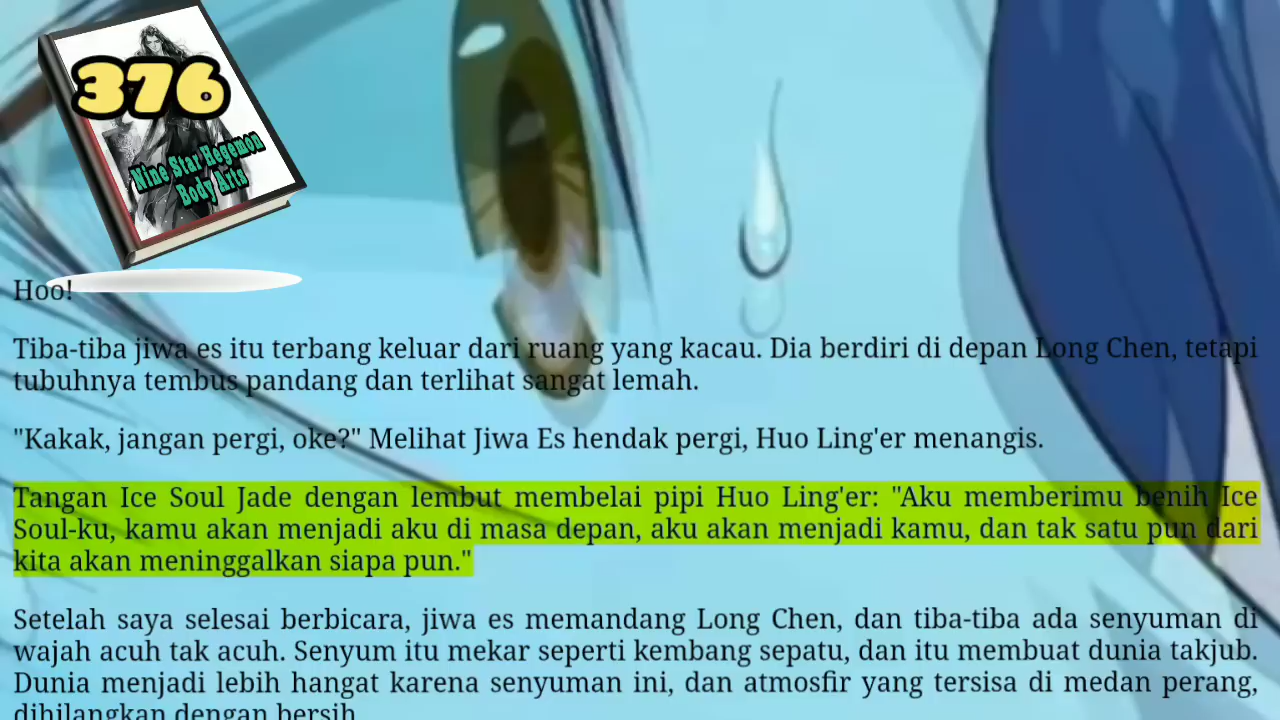 376
Nine Star Hegemon
Body Arts
Hoo!
Tiba-tiba jiwa es itu terbang keluar dari ruang yang kacau. Dia berdiri di depan Long Chen, tetapi
tubuhnya tembus pandang dan terlihat sangat lemah.
"Kakak, jangan pergi, oke?" Melihat Jiwa Es hendak pergi, Huo Ling'er menangis.
Tangan Ice Soul Jade dengan lembut membelai pipi Huo Ling'er: "Aku memberimu benih Ice
Soul-ku, kamu akan menjadi aku di masa depan, aku akan menjadi kamu, dan tak satu pun dari
kita akan meninggalkan siapa pun."
Setelah saya selesai berbicara, jiwa es memandang Long Chen, dan tiba-tiba ada senyuman di
wajah acuh tak acuh. Senyum itu mekar seperti kembang sepatu, dan itu membuat dunia takjub.
Dunia menjadi lebih hangat karena senyuman ini, dan atmosfir yang tersisa di medan perang,
dihilangkan dengan bersih